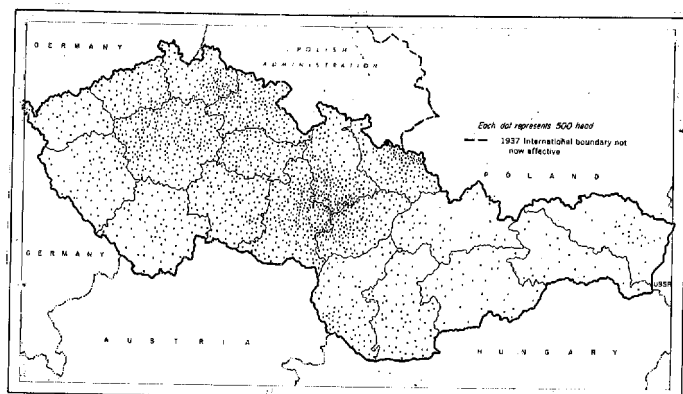 GERMANY
POLISH
ADMINISTRATION
Each dot represents 500 head
1937 International boundary not
now effective
POLAND
GERMANY
USSR
AUSTRIA
HUNGARY